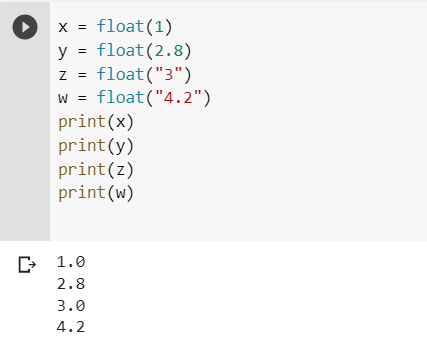 x = float(1)
y = float(2.8)
z = float("3")
w = float("4.2")
print(x)
print(y)
print(z)
print(w)
1.0
2.8
3.0
4.2